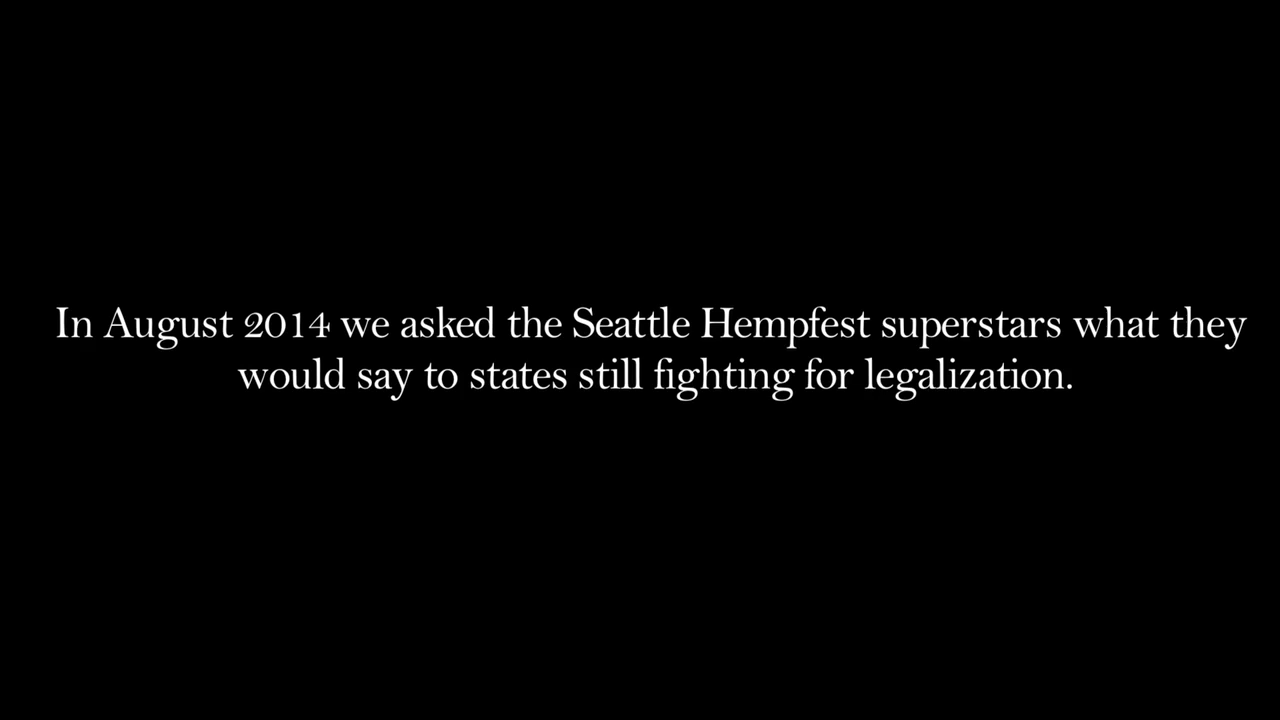 In August 2014 we asked the Seattle Hempfest superstars what they
would say to states still fighting for legalization.